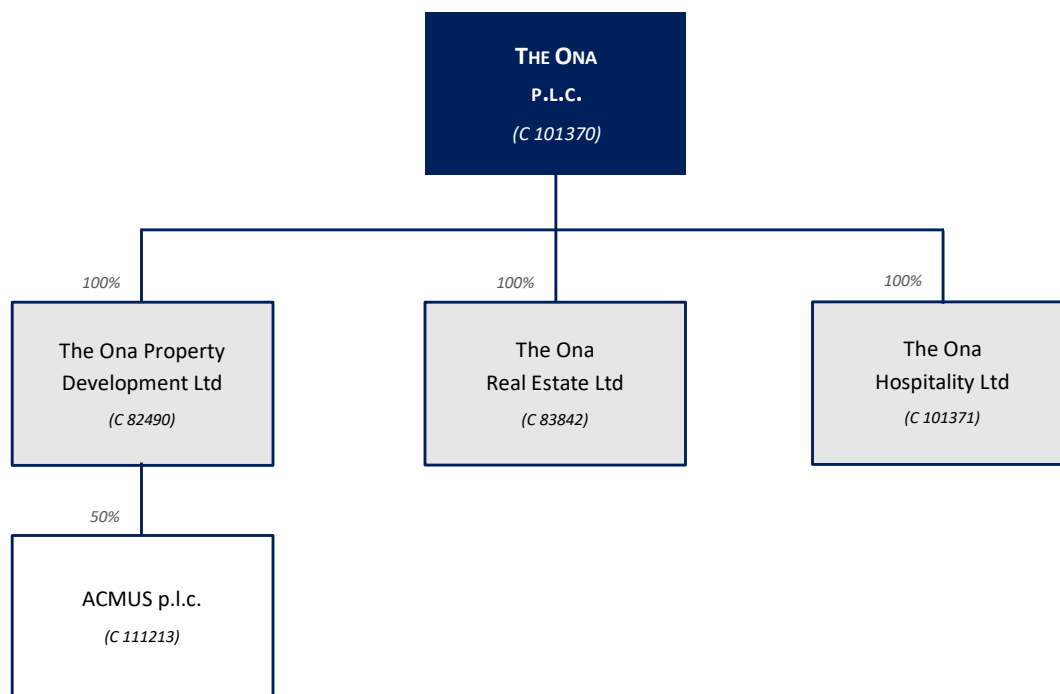 THE ONA
P.L.C.
(C 101370)
100%
100%
100%
The Ona Property
Development Ltd
(C 82490)
The Ona
Real Estate Ltd
(C 83842)
The Ona
Hospitality Ltd
(C 101371)
50%
ACMUS p.l.c.
(C 111213)